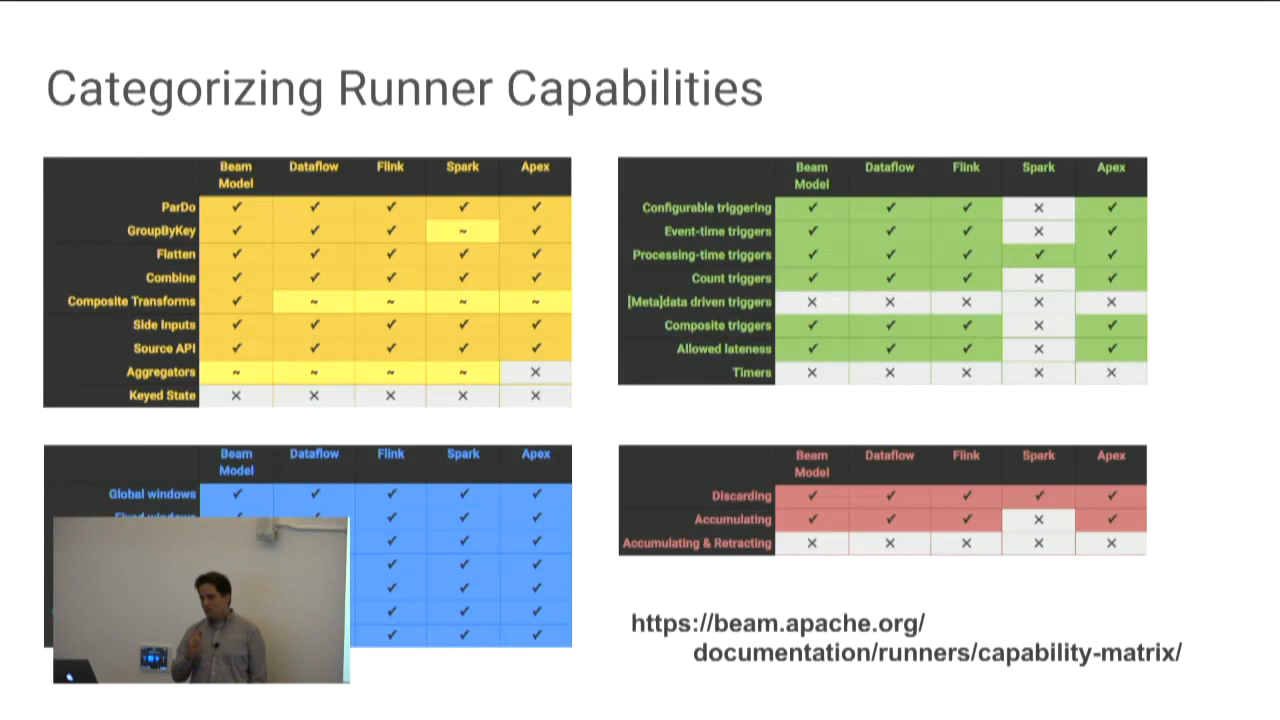 Categorizing Runner Capabilities
Beam Model Dataflow Flink Spark Apex
ParDo ✔ ✔ ✔ ✔ ✔
GroupByKey ✔ ✔ ✔ ~ ✔
Flatten ✔ ✔ ✔ ✔ ✔
Combine ✔ ✔ ✔ ✔ ✔
Composite Transforms ✔ ~ ~ ~ ~
Side Inputs ✔ ✔ ✔ ✔ ✔
Source API ✔ ✔ ✔ ✔ ✔
Aggregators ~ ~ ~ ~ ✕
Keyed State ✕ ✕ ✕ ✕ ✕
Beam Model Dataflow Flink Spark Apex
Configurable triggering ✔ ✔ ✔ ✕ ✔
Event-time triggers ✔ ✔ ✔ ✕ ✔
Processing-time triggers ✔ ✔ ✔ ✔ ✔
Count triggers ✔ ✔ ✔ ✕ ✔
[Meta]data driven triggers ✕ ✕ ✕ ✕ ✕
Composite triggers ✔ ✔ ✔ ✕ ✔
Allowed lateness ✔ ✔ ✔ ✕ ✔
Timers ✕ ✕ ✕ ✕ ✕
Beam Model Dataflow Flink Spark Apex
Global windows ✔ ✔ ✔ ✔ ✔
Fixed windows ✔ ✔ ✔ ✔ ✔
✔ ✔ ✔
✔ ✔ ✔
✔ ✔ ✔
✔ ✔ ✔
✔ ✔ ✔
Beam Model Dataflow Flink Spark Apex
Discarding ✔ ✔ ✔ ✔ ✔
Accumulating ✔ ✔ ✔ ✕ ✔
Accumulating & Retracting ✕ ✕ ✕ ✕ ✕
https://beam.apache.org/
documentation/runners/capability-matrix/